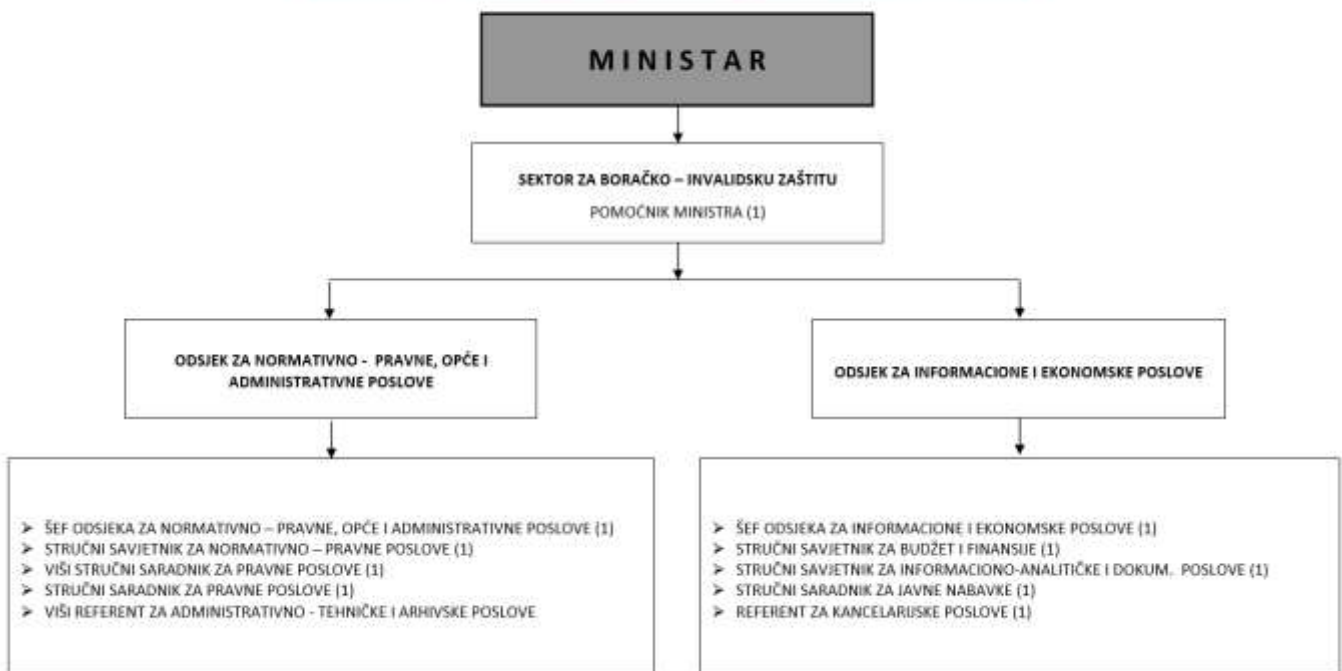 MINISTAR
SEKTOR ZA BORAČKO – INVALIDSKU ZAŠTITU
POMOĆNIK MINISTRA (1)
ODSJEK ZA NORMATIVNO - PRAVNE, OPĆE I
ADMINISTRATIVNE POSLOVE
ODSJEK ZA INFORMACIONE I EKONOMSKE POSLOVE
➢ ŠEF ODSJEKA ZA NORMATIVNO – PRAVNE, OPĆE I ADMINISTRATIVNE POSLOVE (1)
➢ STRUČNI SAVJETNIK ZA NORMATIVNO – PRAVNE POSLOVE (1)
➢ VIŠI STRUČNI SARADNIK ZA PRAVNE POSLOVE (1)
➢ STRUČNI SARADNIK ZA PRAVNE POSLOVE (1)
➢ VIŠI REFERENT ZA ADMINISTRATIVNO - TEHNIČKE I ARHIVSKE POSLOVE
➢ ŠEF ODSJEKA ZA INFORMACIONE I EKONOMSKE POSLOVE (1)
➢ STRUČNI SAVJETNIK ZA BUDŽET I FINANSIJE (1)
➢ STRUČNI SAVJETNIK ZA INFORMACIONO-ANALITIČKE I DOKUM. POSLOVE (1)
➢ STRUČNI SARADNIK ZA JAVNE NABAVKE (1)
➢ REFERENT ZA KANCELARIJSKE POSLOVE (1)